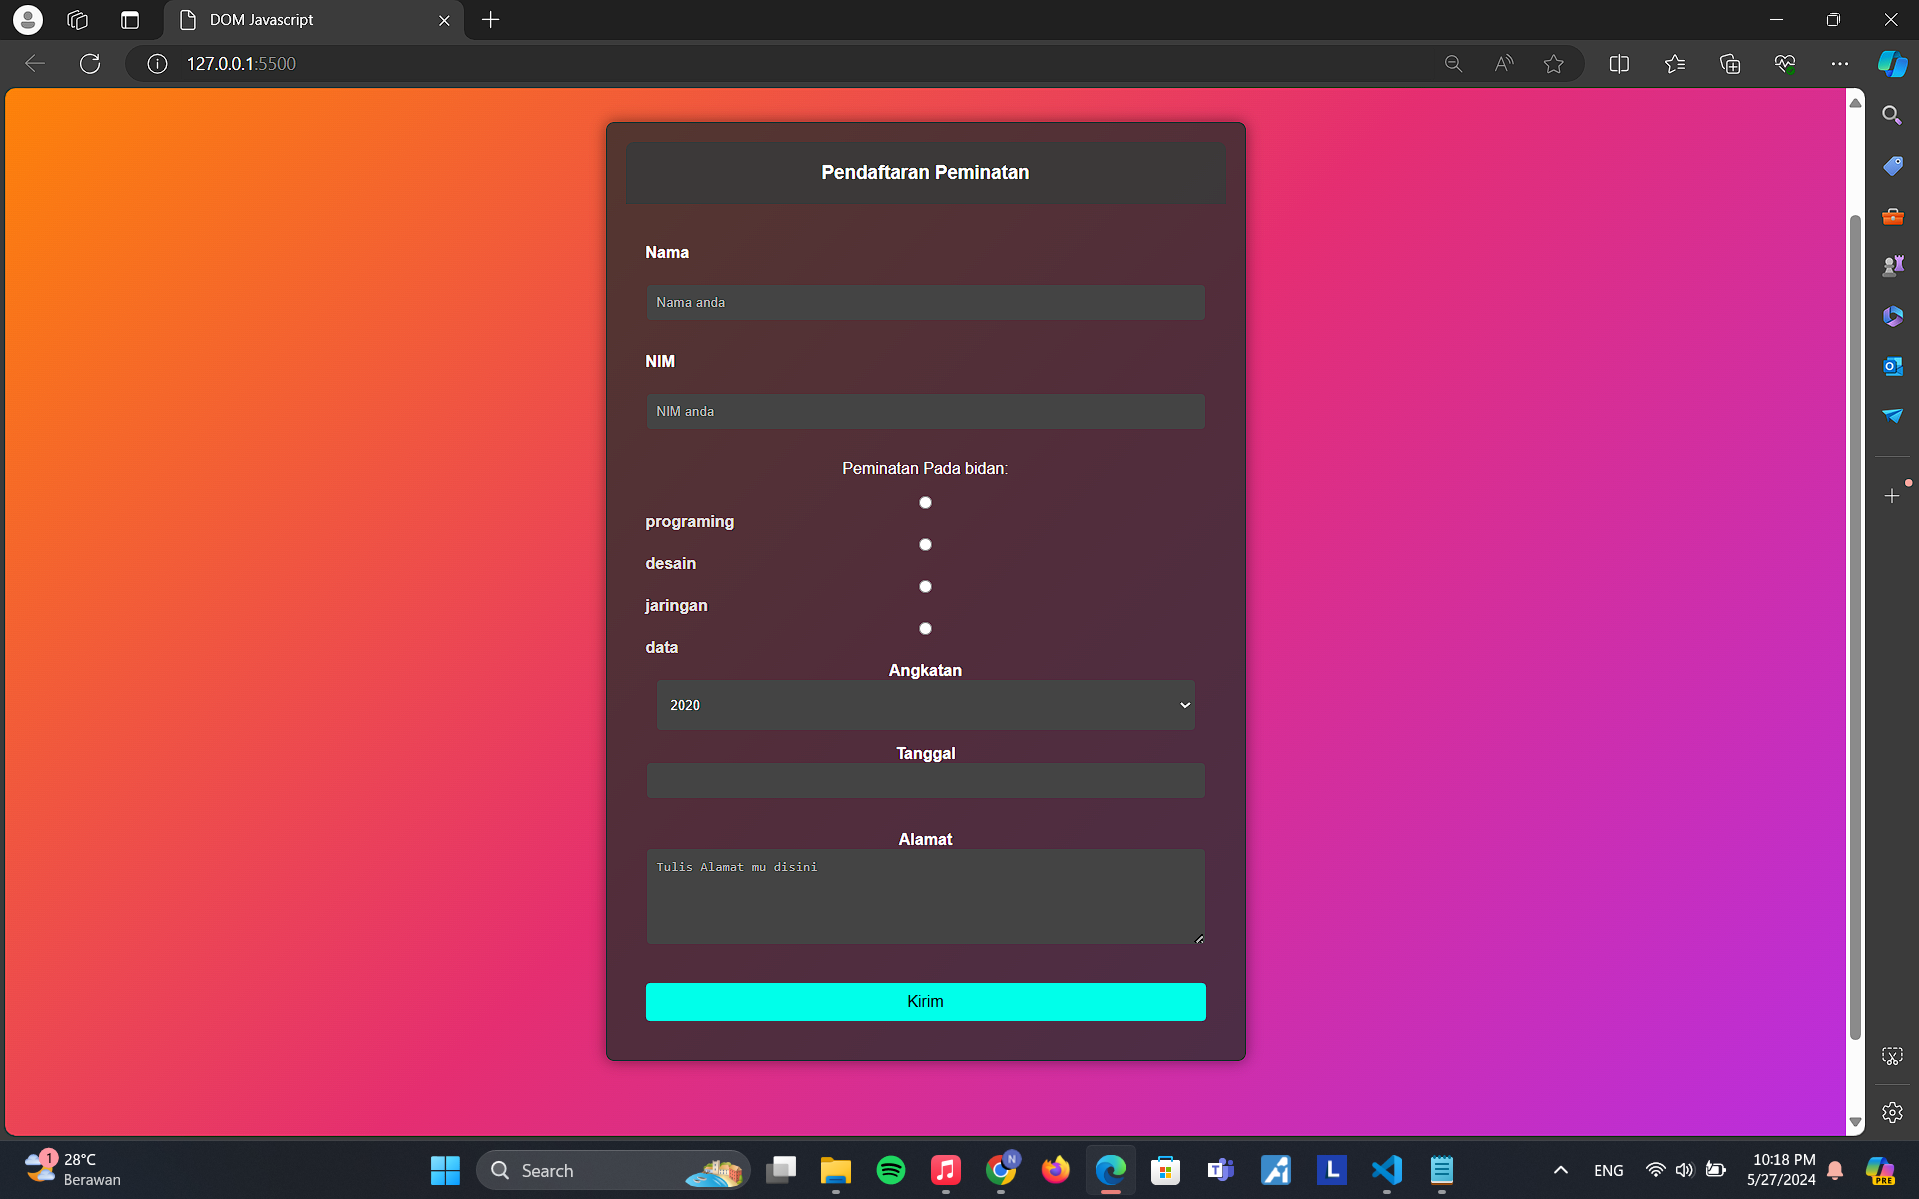 DOM Javascript
127.0.0.1:5500
Pendaftaran Peminatan
Nama
Nama anda
NIM
NIM anda
Peminatan Pada bidan:
programing
desain
jaringan
data
Angkatan
2020
Tanggal
Alamat
Tulis Alamat mu disini
Kirim
1
28°C
Berawan
Search
N
L
ENG
10:18 PM
5/27/2024
PRE